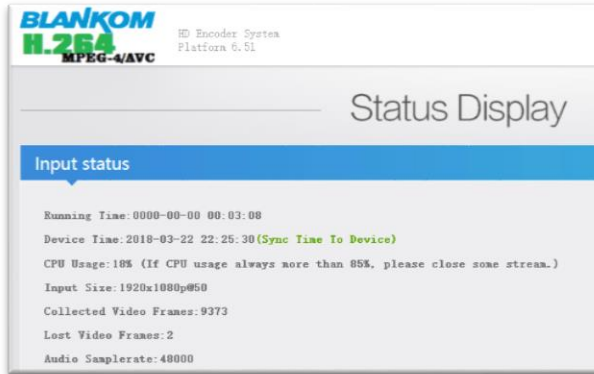 BLANKOM
H.264
MPEG-4/AVC
HD Encoder System
Platform 6.51
Status Display
Input status
Running Time:0000-00-00 00:03:08
Device Time:2018-03-22 22:25:30(Sync Time To Device)
CPU Usage:18% (If CPU usage always more than 85%, please close some stream.)
Input Size:1920x1080p@50
Collected Video Frames:9373
Lost Video Frames:2
Audio Samplerate:48000